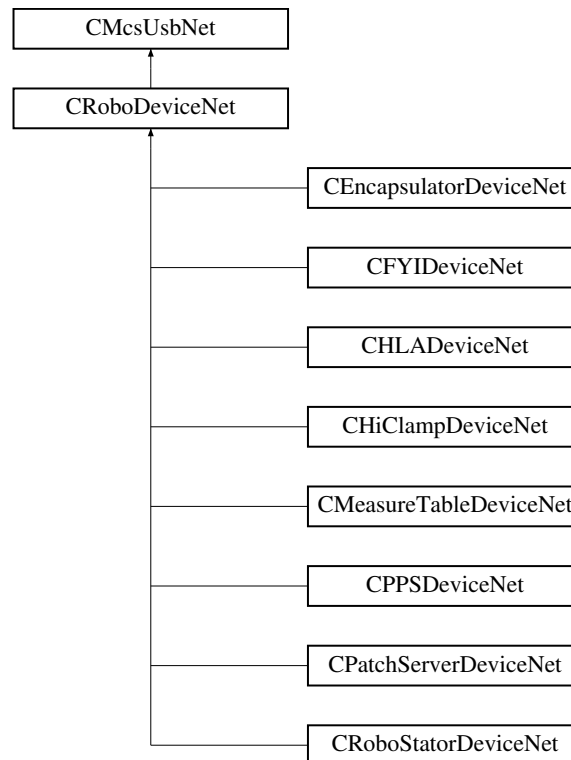 CMcsUsbNet
CRoboDeviceNet
CEncapsulatorDeviceNet
CFYIDeviceNet
CHLADeviceNet
CHiClampDeviceNet
CMeasureTableDeviceNet
CPPSDeviceNet
CPatchServerDeviceNet
CRoboStatorDeviceNet